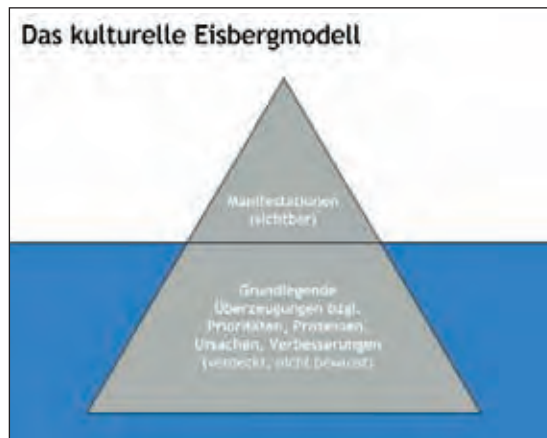 Das kulturelle Eisbergmodell
Manifestationen
(sichtbar)
Grundlegende
Überzeugungen bzgl.
Prioritäten, Prozessen,
Ursachen, Verbesserungen
(verdeckt, nicht bewusst)